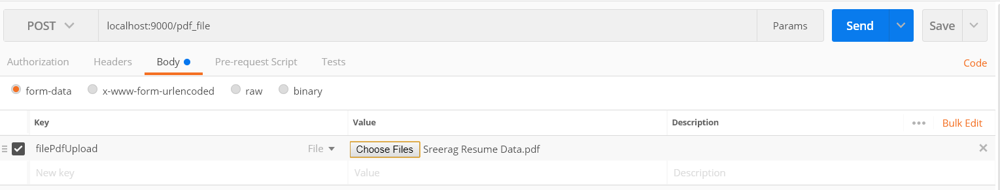 POST localhost:9000/pdf_file Params Send Save
Authorization Headers Body Pre-request Script Tests Code
form-data x-www-form-urlencoded raw binary
Key Value Description Bulk Edit
filePdfUpload File Choose Files Sreerag Resume Data.pdf
New key Value Description